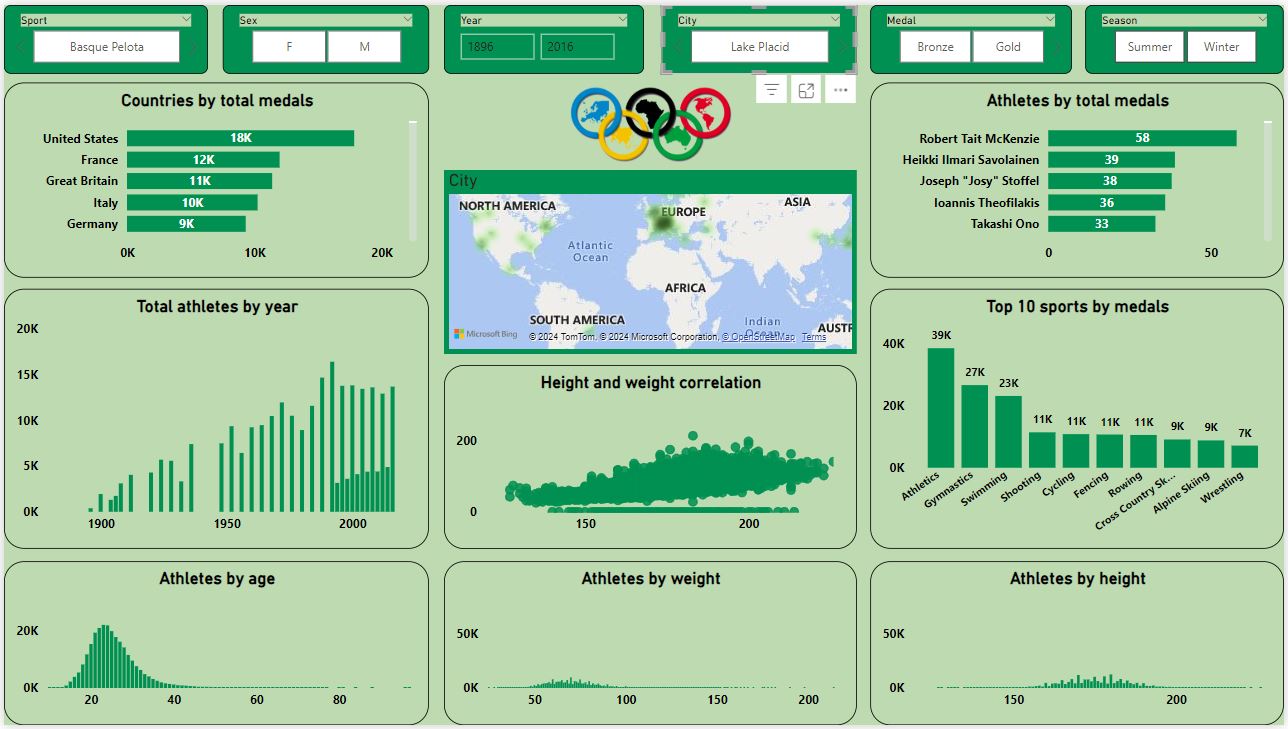 Sport
Basque Pelota
Sex
F
M
Year
1896
2016
City
Lake Placid
Medal
Bronze
Gold
Season
Summer
Winter
Countries by total medals
United States
18K
France
12K
Great Britain
11K
Italy
10K
Germany
9K
0K
10K
20K
City
NORTH AMERICA
EUROPE
ASIA
Atlantic
Ocean
AFRICA
SOUTH AMERICA
Indian
Ocean
AUSTR
Microsoft Bing
© 2024 TomTom, © 2024 Microsoft Corporation, © OpenStreetMap Terms
Athletes by total medals
Robert Tait McKenzie
58
Heikki Ilmari Savolainen
39
Joseph "Josy" Stoffel
38
Ioannis Theofilakis
36
Takashi Ono
33
0
50
Total athletes by year
20K
15K
10K
5K
0K
1900
1950
2000
Height and weight correlation
200
0
150
200
Top 10 sports by medals
40K
20K
0K
39K
27K
23K
11K
11K
11K
11K
9K
9K
7K
Athletics
Gymnastics
Swimming
Shooting
Cycling
Fencing
Rowing
Cross Country Sk...
Alpine Skiing
Wrestling
Athletes by age
20K
0K
20
40
60
80
Athletes by weight
50K
0K
50
100
150
200
Athletes by height
50K
0K
150
200